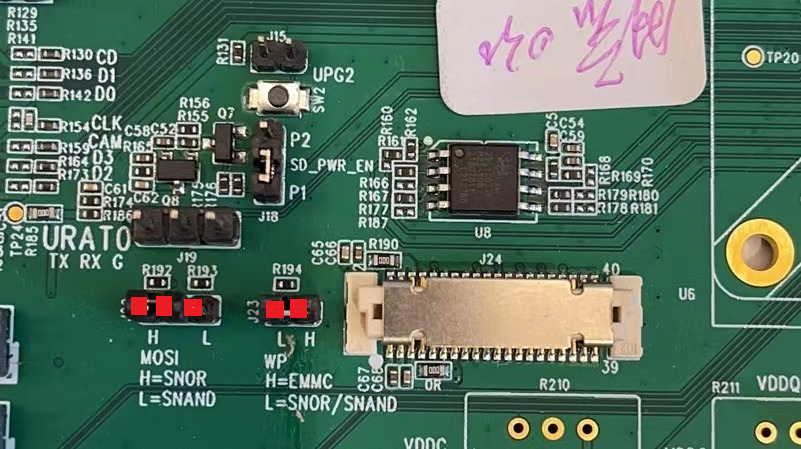 R129
R135
R141
R130 CD
R136 D1
R142 D0
R154 CLK
R159 CAM
R164 D3
R173 D2
C61
R174
R186
TP24
R185
URAT0
TX RX G
R131
J15
UPG2
SW2
R156
R155
Q7
C58 C52
R165
C62 Q8
R175
R176
P2
SD_PWR_EN
P1
J18
J19
R160
R162
R161
R166
R167
R177
R187
U8
C5
C54
C59
R168
R169
R170
R179 R180
R178 R181
TP20
C65
C66
R190
J24
40
39
U6
R192
R193
H L
MOSI
H=SNOR
L=SNAND
R194
J23
L H
WP
H=EMMC
L=SNOR/SNAND
C67
C68
0R
R210
R211
VDDQ
VDDC